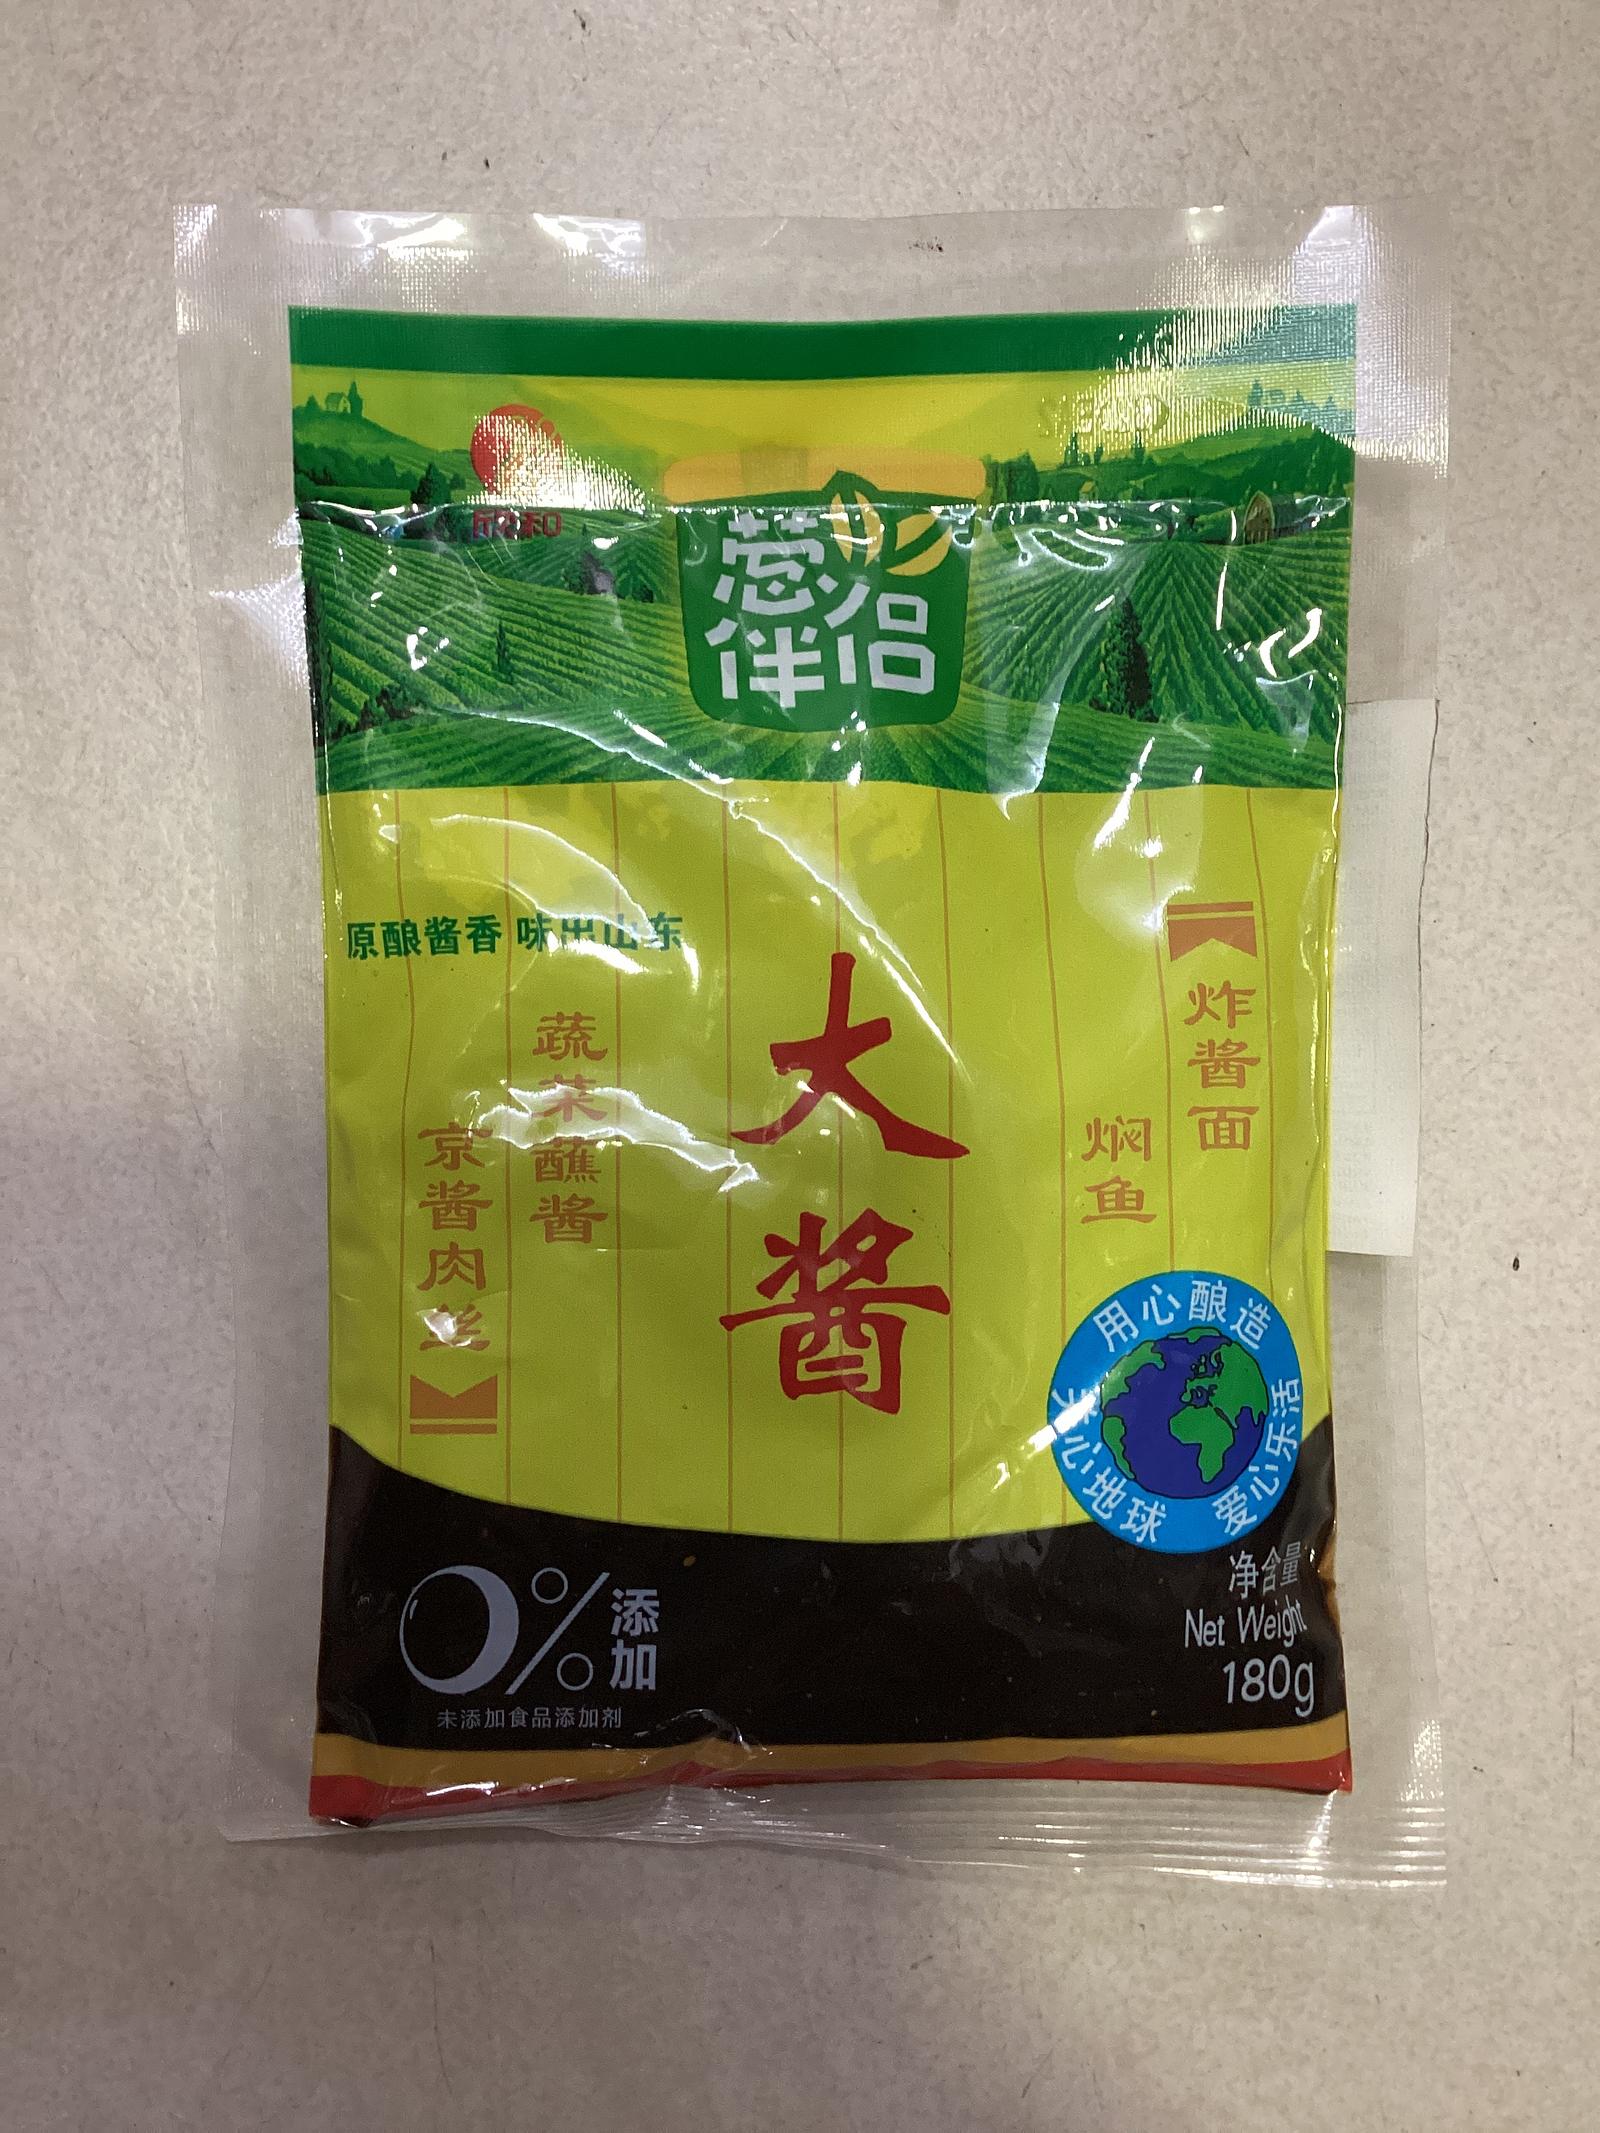 欣和
葱伴侣
原酿酱香 味出山东
大酱
炸酱面
焖鱼
蔬菜蘸酱
京酱肉丝
用心酿造
关心地球
爱心乐活
0%添加
未添加食品添加剂
净含量
Net Weight
180g